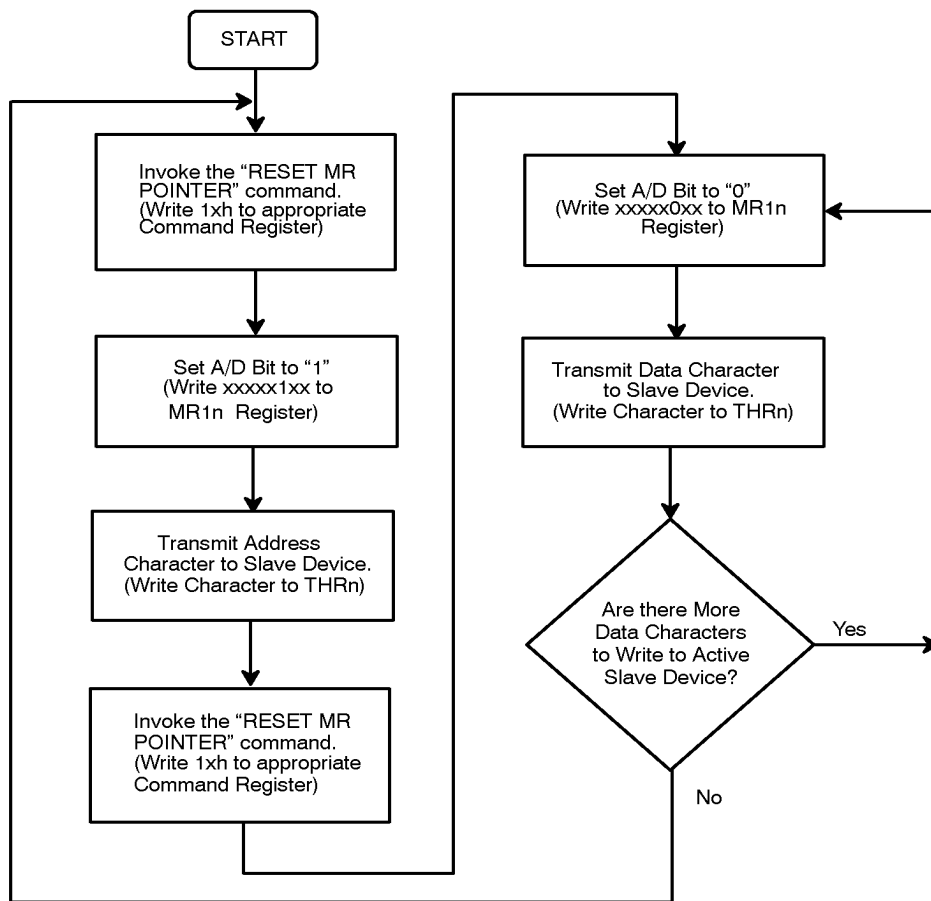 START
Invoke the “RESET MR
POINTER” command.
(Write 1xh to appropriate
Command Register)
Set A/D Bit to “1”
(Write xxxxx1xx to
MR1n Register)
Transmit Address
Character to Slave Device.
(Write Character to THRn)
Invoke the “RESET MR
POINTER” command.
(Write 1xh to appropriate
Command Register)
Set A/D Bit to “0”
(Write xxxxx0xx to MR1n
Register)
Transmit Data Character
to Slave Device.
(Write Character to THRn)
Are there More
Data Characters
to Write to Active
Slave Device?
Yes
No